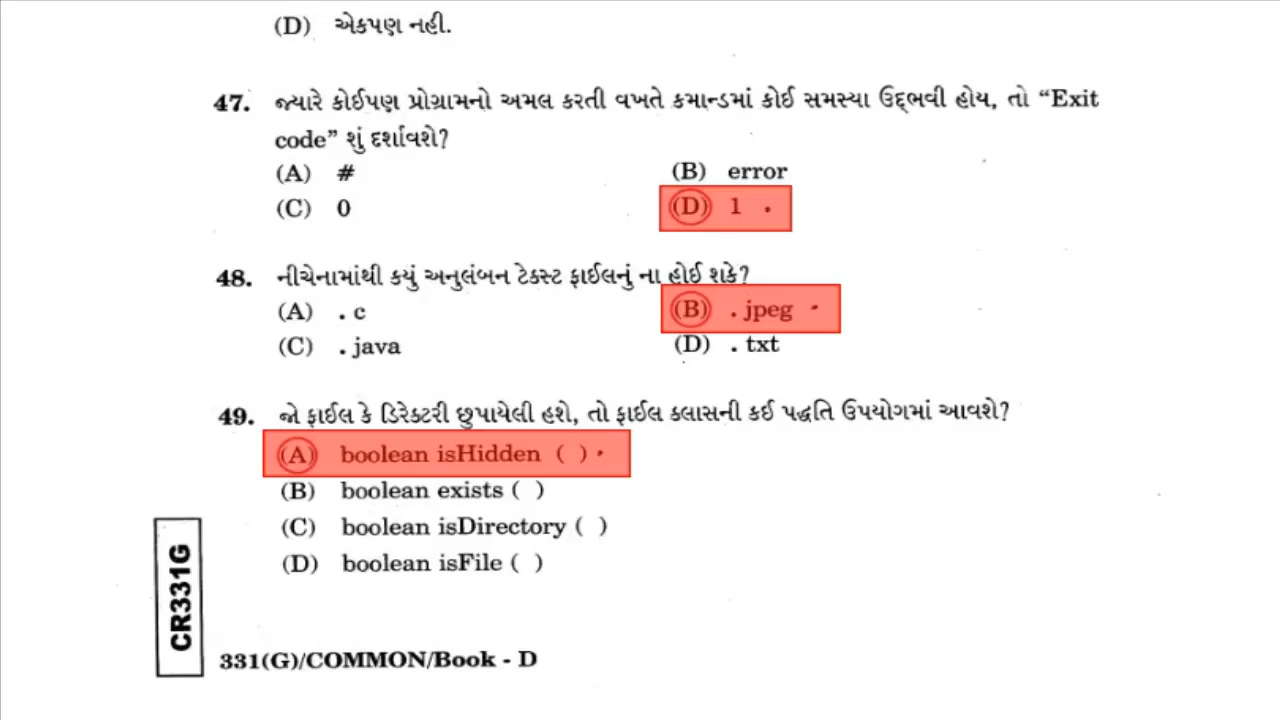 (D) એકપણ નહી.
47. જ્યારે કોઈપણ પ્રોગ્રામનો અમલ કરતી વખતે કમાન્ડમાં કોઈ સમસ્યા ઉદ્દભવી હોય, તો “Exit
code” શું દર્શાવશે?
(A) # (B) error
(C) 0 (D) 1
48. નીચેનામાંથી કયું અનુલંબન ટેક્સ્ટ ફાઈલનું ના હોઈ શકે?
(A) .c (B) .jpeg
(C) .java (D) .txt
49. જો ફાઈલ કે ડિરેક્ટરી છુપાયેલી હશે, તો ફાઈલ ક્લાસની કઈ પદ્ધતિ ઉપયોગમાં આવશે?
(A) boolean isHidden ( )
(B) boolean exists ( )
(C) boolean isDirectory ( )
(D) boolean isFile ( )
CR331G
331(G)/COMMON/Book - D